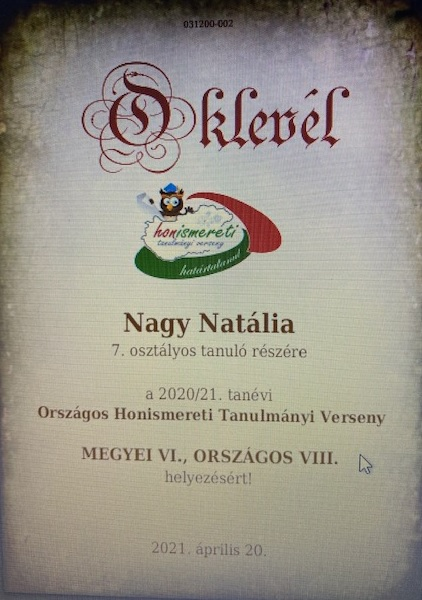 031200-002
Oklevél
honismereti
tanulmányi verseny
határtalanul
Nagy Natália
7. osztályos tanuló részére
a 2020/21. tanévi
Országos Honismereti Tanulmányi Verseny
MEGYEI VI., ORSZÁGOS VIII.
helyezésért!
2021. április 20.